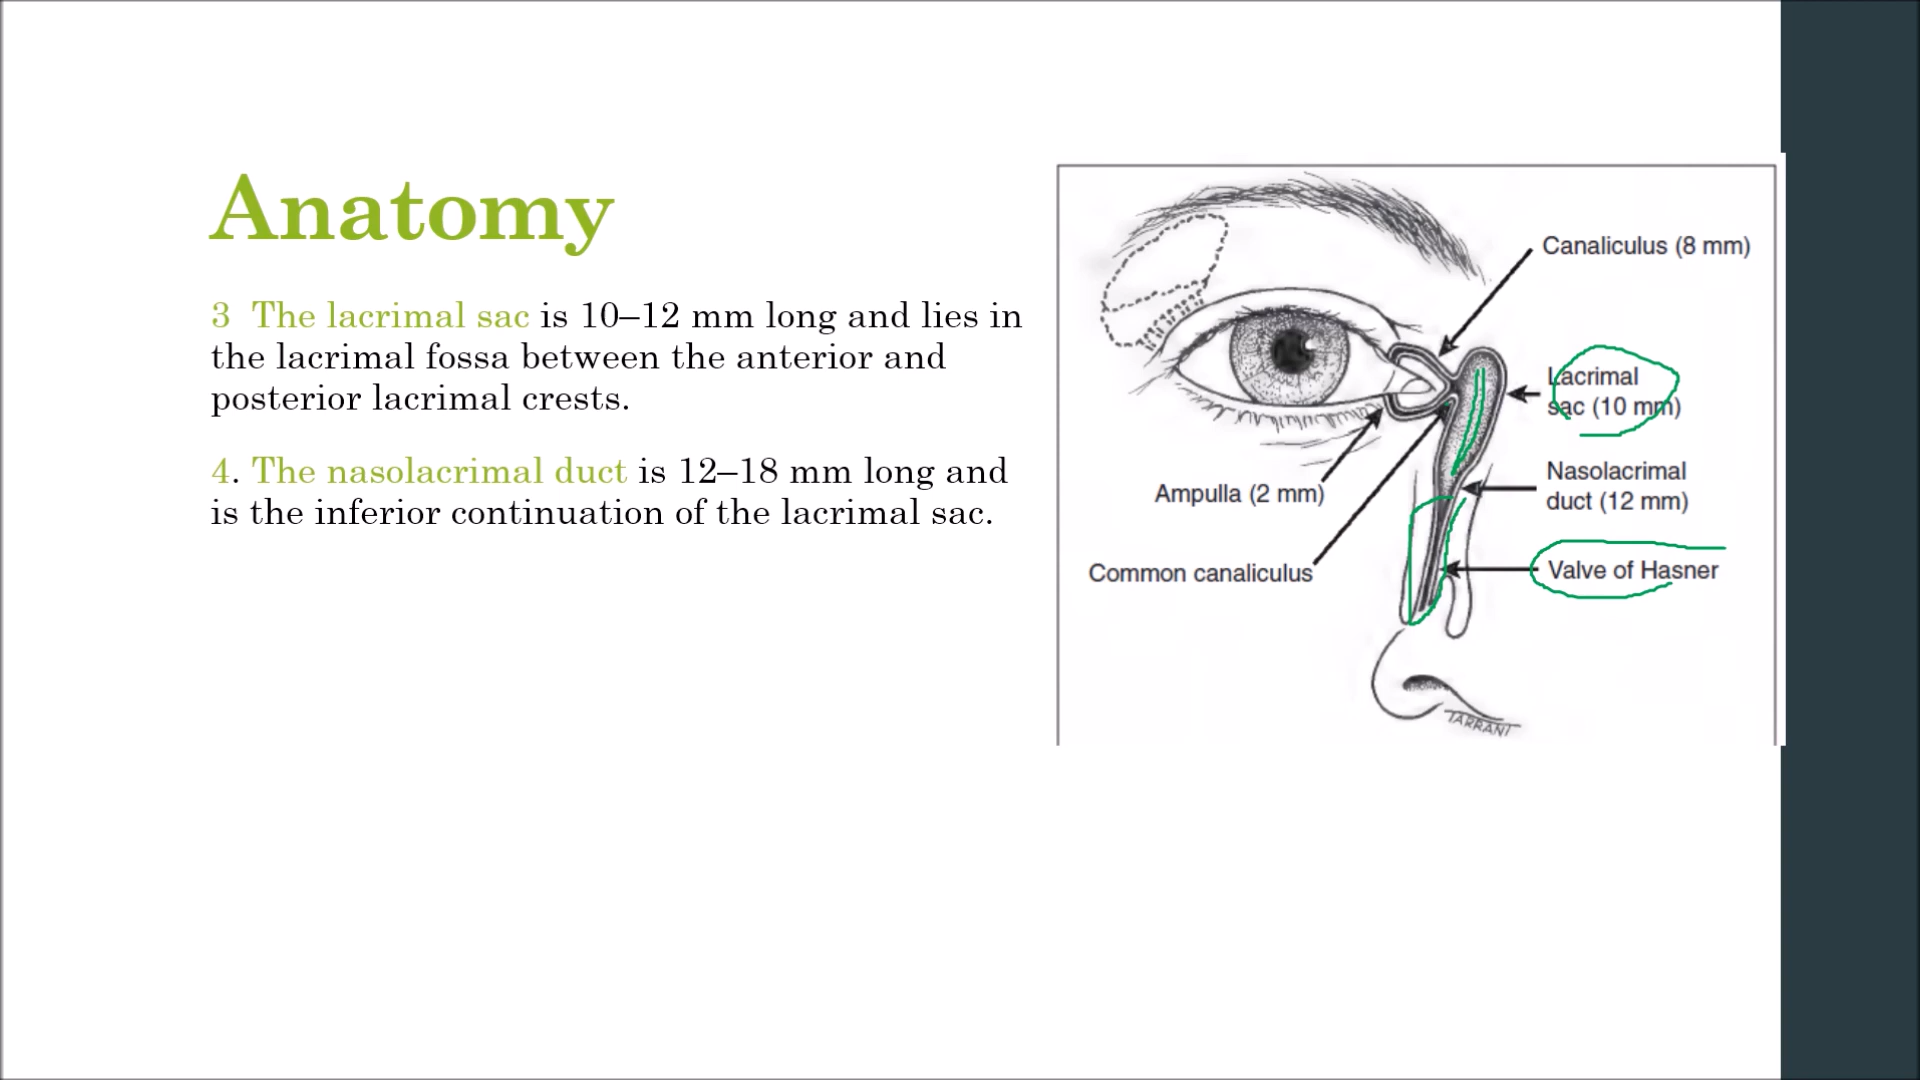 Anatomy
3  The lacrimal sac is 10–12 mm long and lies in
the lacrimal fossa between the anterior and
posterior lacrimal crests.
4. The nasolacrimal duct is 12–18 mm long and
is the inferior continuation of the lacrimal sac.
Canaliculus (8 mm)
Lacrimal
sac (10 mm)
Nasolacrimal
duct (12 mm)
Ampulla (2 mm)
Common canaliculus
Valve of Hasner
TARRANT